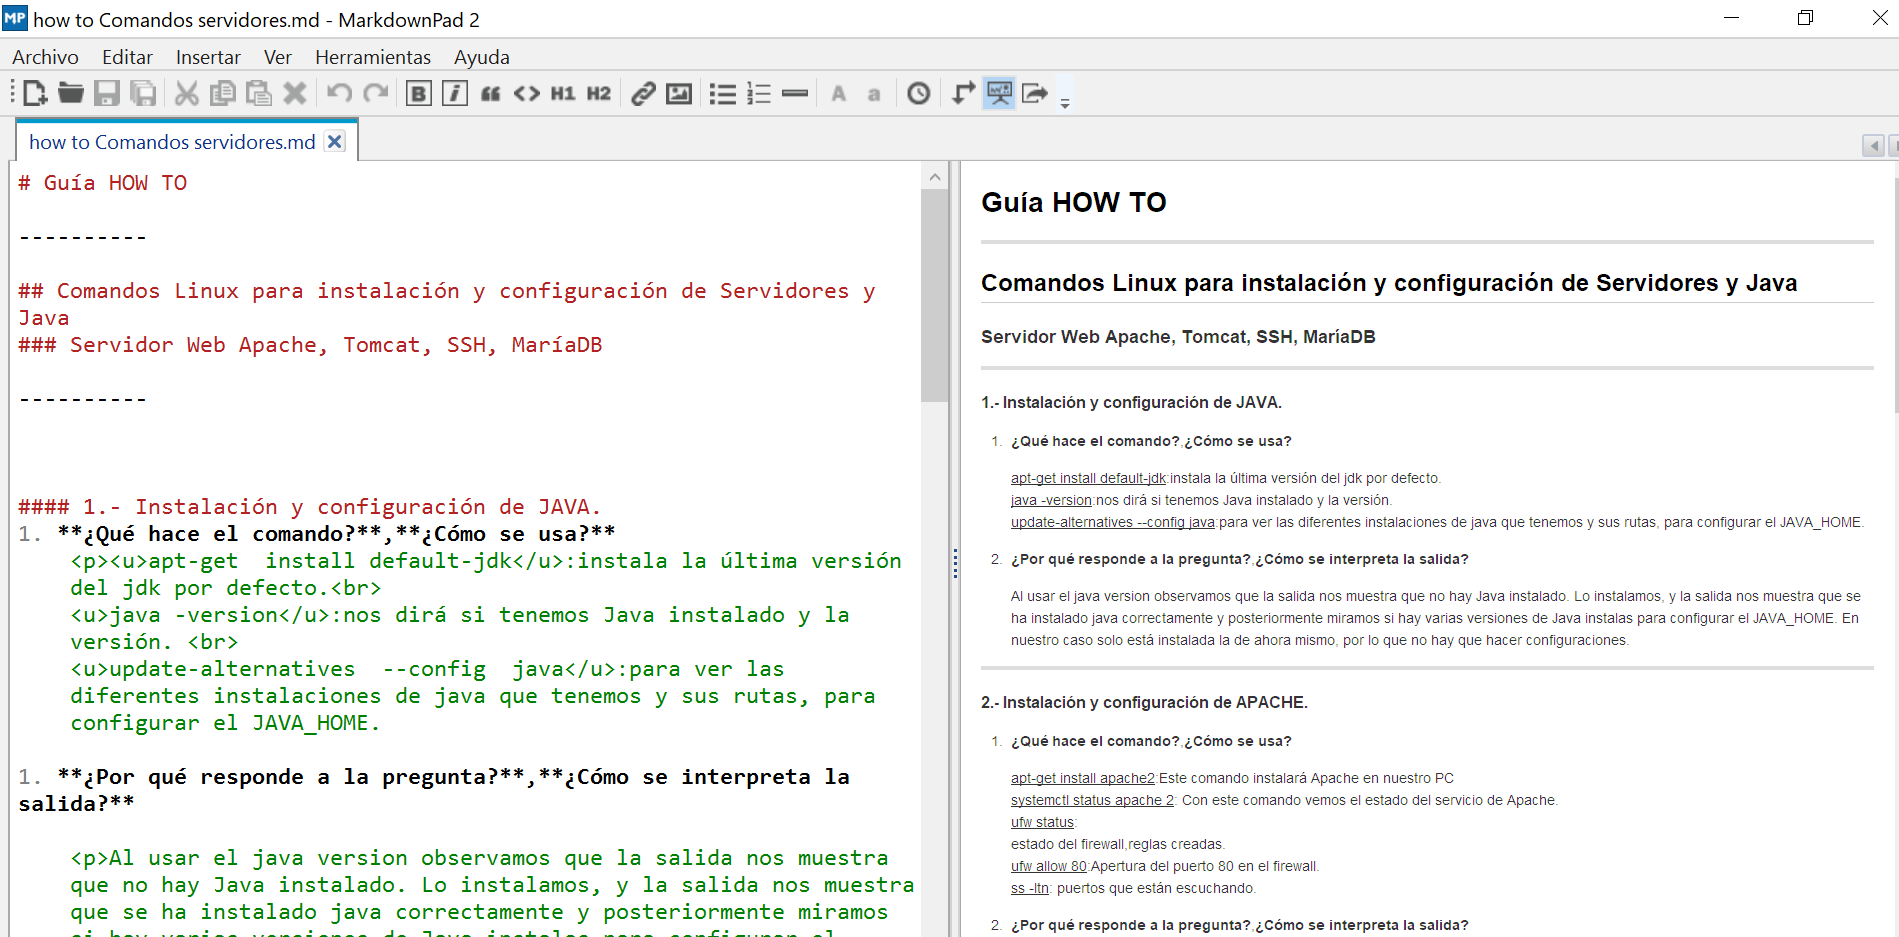 MP how to Comandos servidores.md - MarkdownPad 2
Archivo Editar Insertar Ver Herramientas Ayuda
B i “ <> H1 H2 A a
how to Comandos servidores.md
# Guía HOW TO
----------
## Comandos Linux para instalación y configuración de Servidores y
Java
### Servidor Web Apache, Tomcat, SSH, MaríaDB
----------
#### 1.- Instalación y configuración de JAVA.
1. **¿Qué hace el comando?**,**¿Cómo se usa?**
<p><u>apt-get  install default-jdk</u>:instala la última versión
del jdk por defecto.<br>
<u>java -version</u>:nos dirá si tenemos Java instalado y la
versión. <br>
<u>update-alternatives  --config  java</u>:para ver las
diferentes instalaciones de java que tenemos y sus rutas, para
configurar el JAVA_HOME.
1. **¿Por qué responde a la pregunta?**,**¿Cómo se interpreta la
salida?**
<p>Al usar el java version observamos que la salida nos muestra
que no hay Java instalado. Lo instalamos, y la salida nos muestra
que se ha instalado java correctamente y posteriormente miramos
si hay varias versiones de Java instalas para configurar el
Guía HOW TO
Comandos Linux para instalación y configuración de Servidores y Java
Servidor Web Apache, Tomcat, SSH, MaríaDB
1.- Instalación y configuración de JAVA.
1. ¿Qué hace el comando?,¿Cómo se usa?
apt-get install default-jdk:instala la última versión del jdk por defecto.
java -version:nos dirá si tenemos Java instalado y la versión.
update-alternatives --config java:para ver las diferentes instalaciones de java que tenemos y sus rutas, para configurar el JAVA_HOME.
2. ¿Por qué responde a la pregunta?,¿Cómo se interpreta la salida?
Al usar el java version observamos que la salida nos muestra que no hay Java instalado. Lo instalamos, y la salida nos muestra que se
ha instalado java correctamente y posteriormente miramos si hay varias versiones de Java instalas para configurar el JAVA_HOME. En
nuestro caso solo está instalada la de ahora mismo, por lo que no hay que hacer configuraciones.
2.- Instalación y configuración de APACHE.
1. ¿Qué hace el comando?,¿Cómo se usa?
apt-get install apache2:Este comando instalará Apache en nuestro PC
systemctl status apache 2: Con este comando vemos el estado del servicio de Apache.
ufw status:
estado del firewall,reglas creadas.
ufw allow 80:Apertura del puerto 80 en el firewall.
ss -ltn: puertos que están escuchando.
2. ¿Por qué responde a la pregunta?,¿Cómo se interpreta la salida?